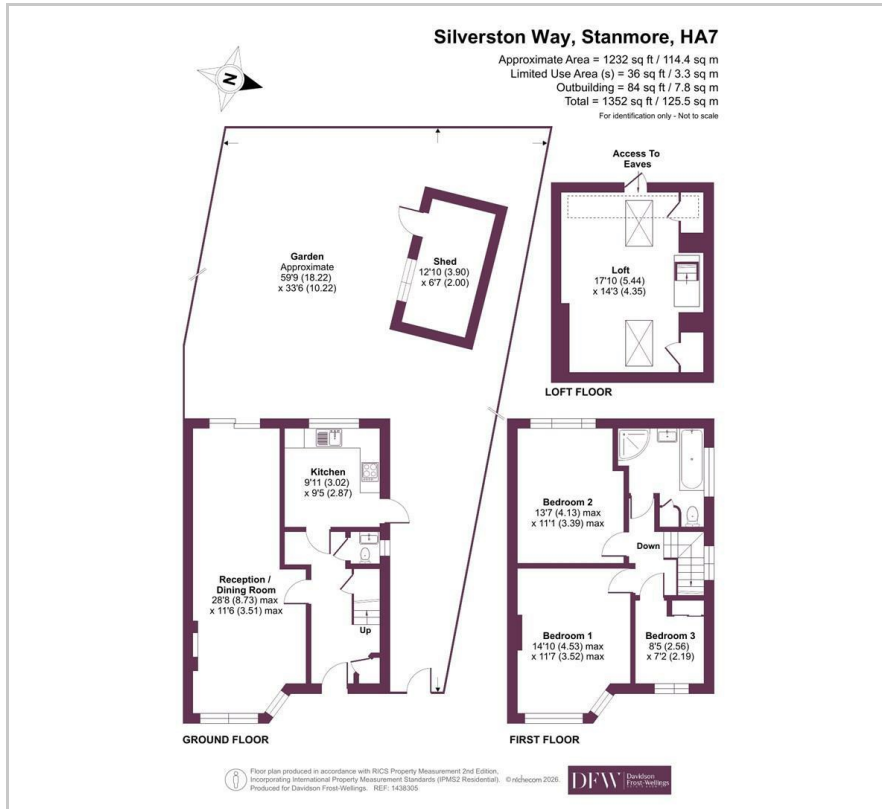 Silverston Way, Stanmore, HA7
Approximate Area = 1232 sq ft / 114.4 sq m
Limited Use Area (s) = 36 sq ft / 3.3 sq m
Outbuilding = 84 sq ft / 7.8 sq m
Total = 1352 sq ft / 125.5 sq m
For identification only - Not to scale
N
Access To
Eaves
Garden
Approximate
59'9 (18.22)
x 33'6 (10.22)
Shed
12'10 (3.90)
x 6'7 (2.00)
Loft
17'10 (5.44)
x 14'3 (4.35)
LOFT FLOOR
Kitchen
9'11 (3.02)
x 9'5 (2.87)
Reception /
Dining Room
28'8 (8.73) max
x 11'6 (3.51) max
Up
GROUND FLOOR
Bedroom 2
13'7 (4.13) max
x 11'1 (3.39) max
Down
Bedroom 1
14'10 (4.53) max
x 11'7 (3.52) max
Bedroom 3
8'5 (2.56)
x 7'2 (2.19)
FIRST FLOOR
Floor plan produced in accordance with RICS Property Measurement 2nd Edition,
Incorporating International Property Measurement Standards (IPMS2 Residential). © nichecom 2026.
Produced for Davidson Frost-Wellings. REF: 1438305
DFW
Davidson
Frost-Wellings